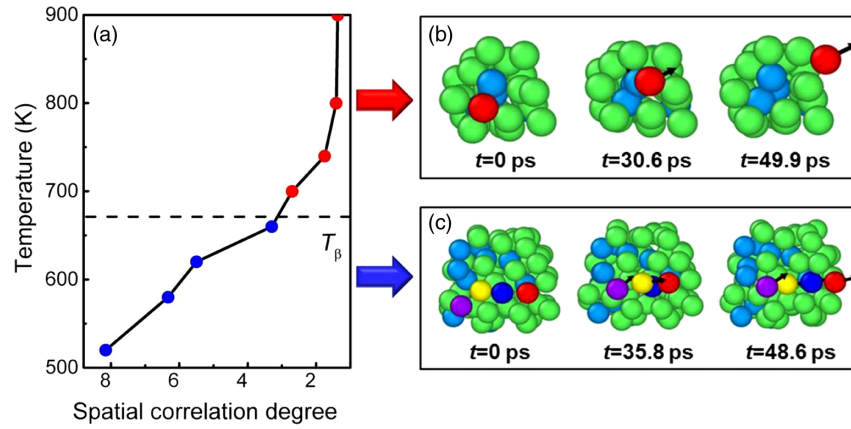 (a)
900
800
700
600
500
Temperature (K)
Tβ
8 6 4 2
Spatial correlation degree
(b)
t=0 ps t=30.6 ps t=49.9 ps
(c)
t=0 ps t=35.8 ps t=48.6 ps